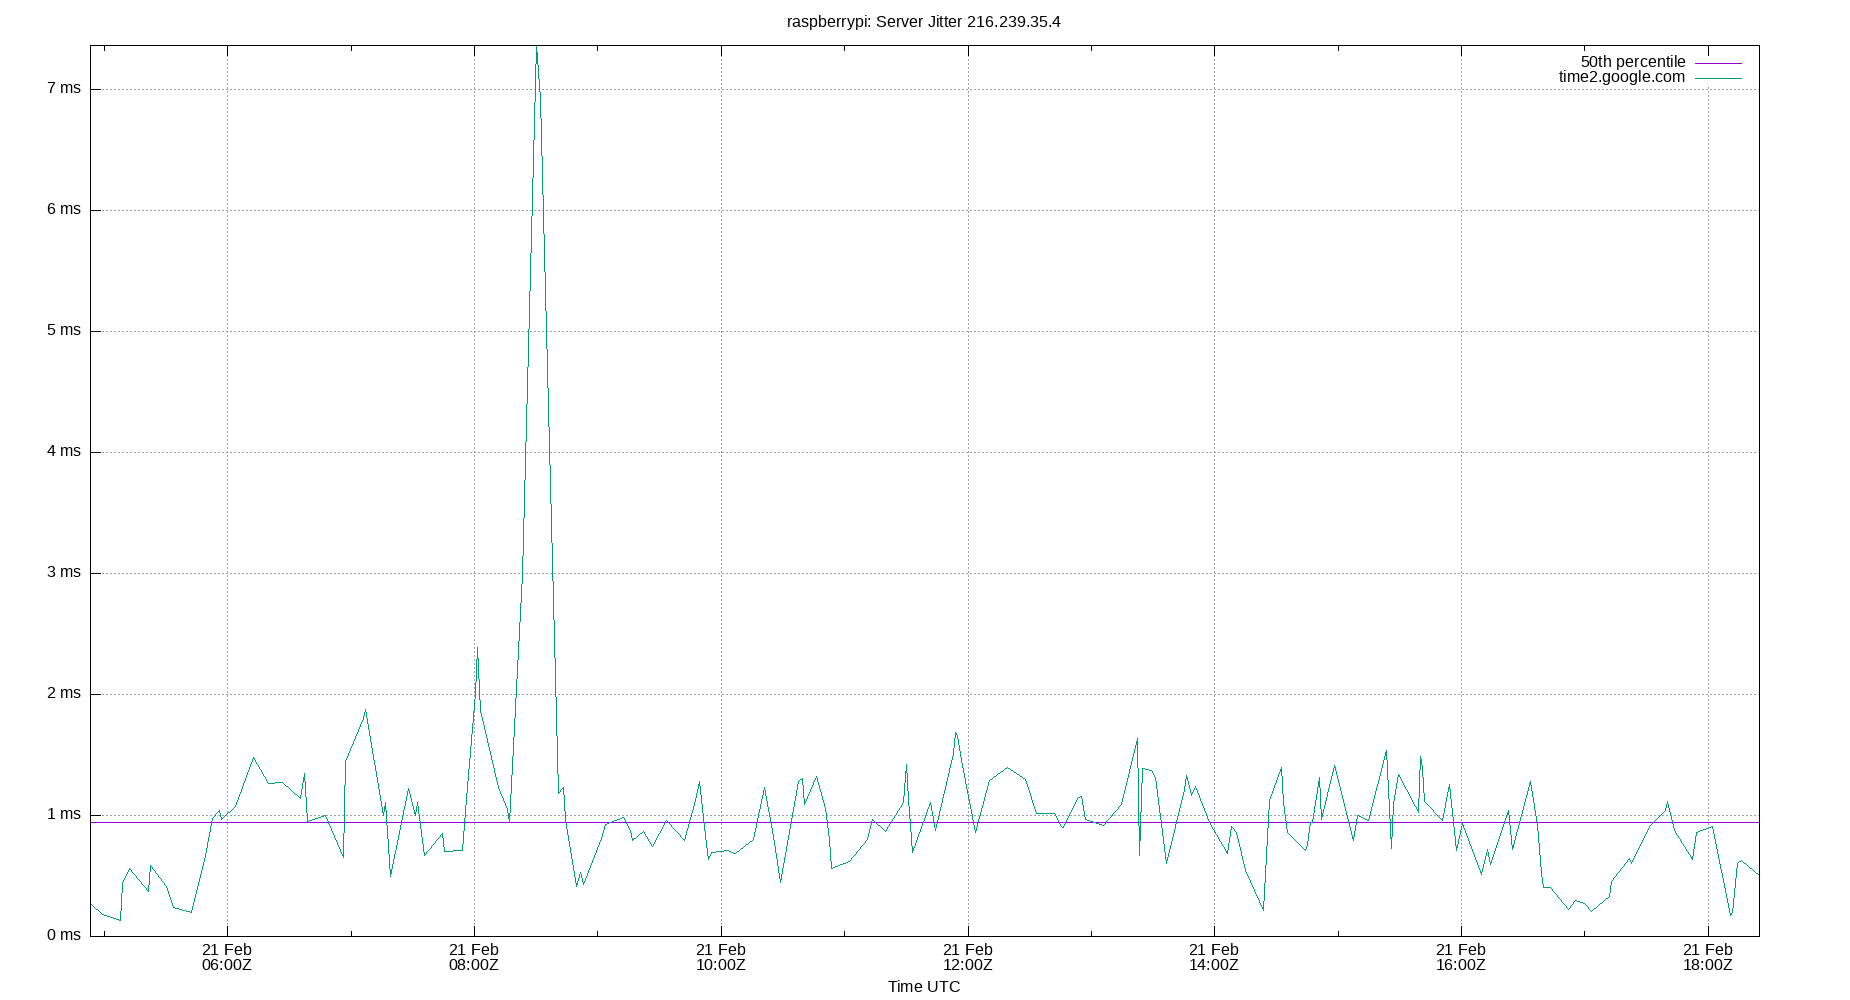 raspberrypi: Server Jitter 216.239.35.4
50th percentile
time2.google.com
7 ms
6 ms
5 ms
4 ms
3 ms
2 ms
1 ms
0 ms
21 Feb 21 Feb 21 Feb 21 Feb 21 Feb 21 Feb 21 Feb
06:00Z 08:00Z 10:00Z 12:00Z 14:00Z 16:00Z 18:00Z
Time UTC